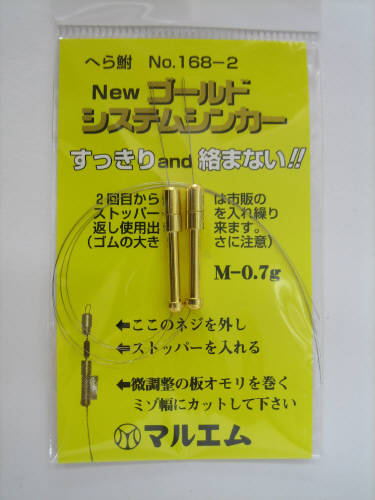 へら鮒 No.168-2
New ゴールド
システムシンカー
すっきりand 絡まない!!
2回目から は市販の
ストッパー を入れ繰り
返し使用出 来ます。
(ゴムの大き さに注意)
M-0.7g
⇐ここのネジを外し
⇐ストッパーを入れる
⇐微調整の板オモリを巻く
ミゾ幅にカットして下さい
マルエム